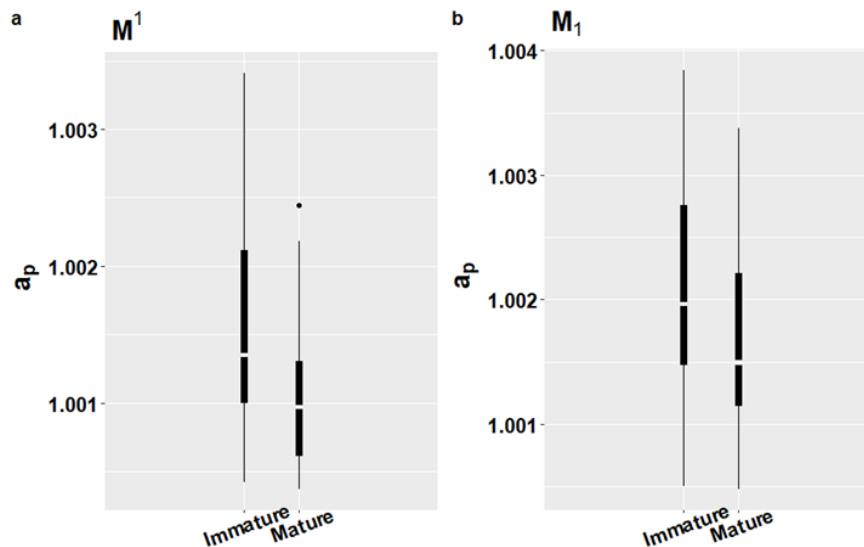 a
M¹
1.003
1.002
1.001
aₚ
Immature
Mature
b
M₁
1.004
1.003
1.002
1.001
aₚ
Immature
Mature